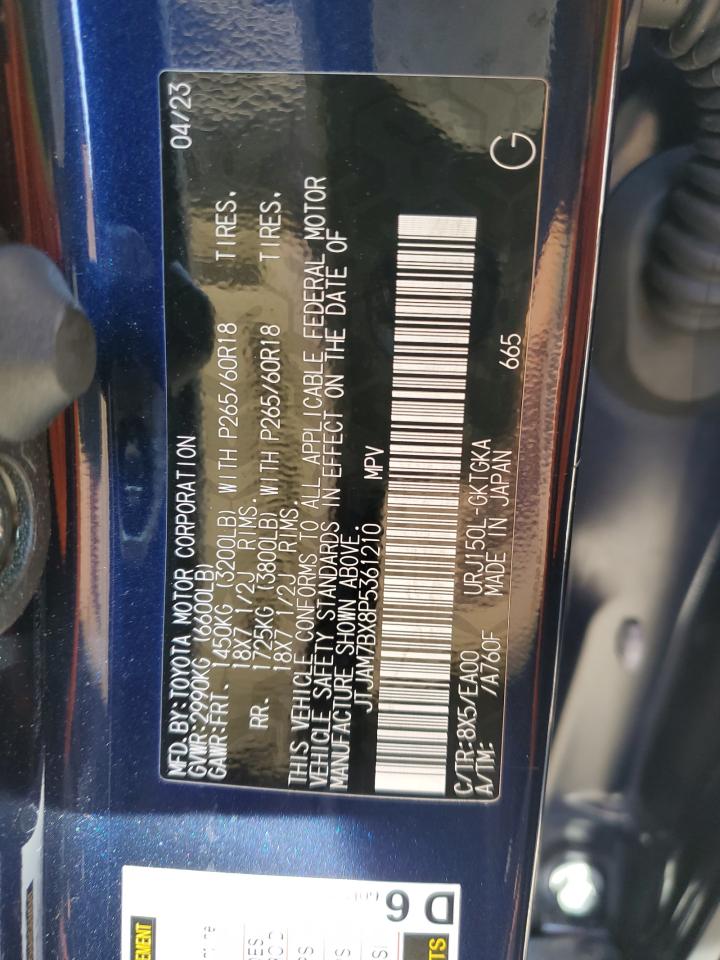 MFD.BY:TOYOTA MOTOR CORPORATION 04/23
GVWR:2990KG (6600LB)
GAWR:FRT. 1450KG (3200LB) WITH P265/60R18 TIRES.
18X7 1/2J RIMS.
RR. 1725KG (3800LB) WITH P265/60R18 TIRES.
18X7 1/2J RIMS.
THIS VEHICLE CONFORMS TO ALL APPLICABLE FEDERAL MOTOR
VEHICLE SAFETY STANDARDS IN EFFECT ON THE DATE OF
MANUFACTURE SHOWN ABOVE.
JTJAM7BX8P5361210 MPV
C/TR:8X5/EA00 URJ150L-GKTGKA
A/TM: /A760F MADE IN JAPAN 665
G
D 6